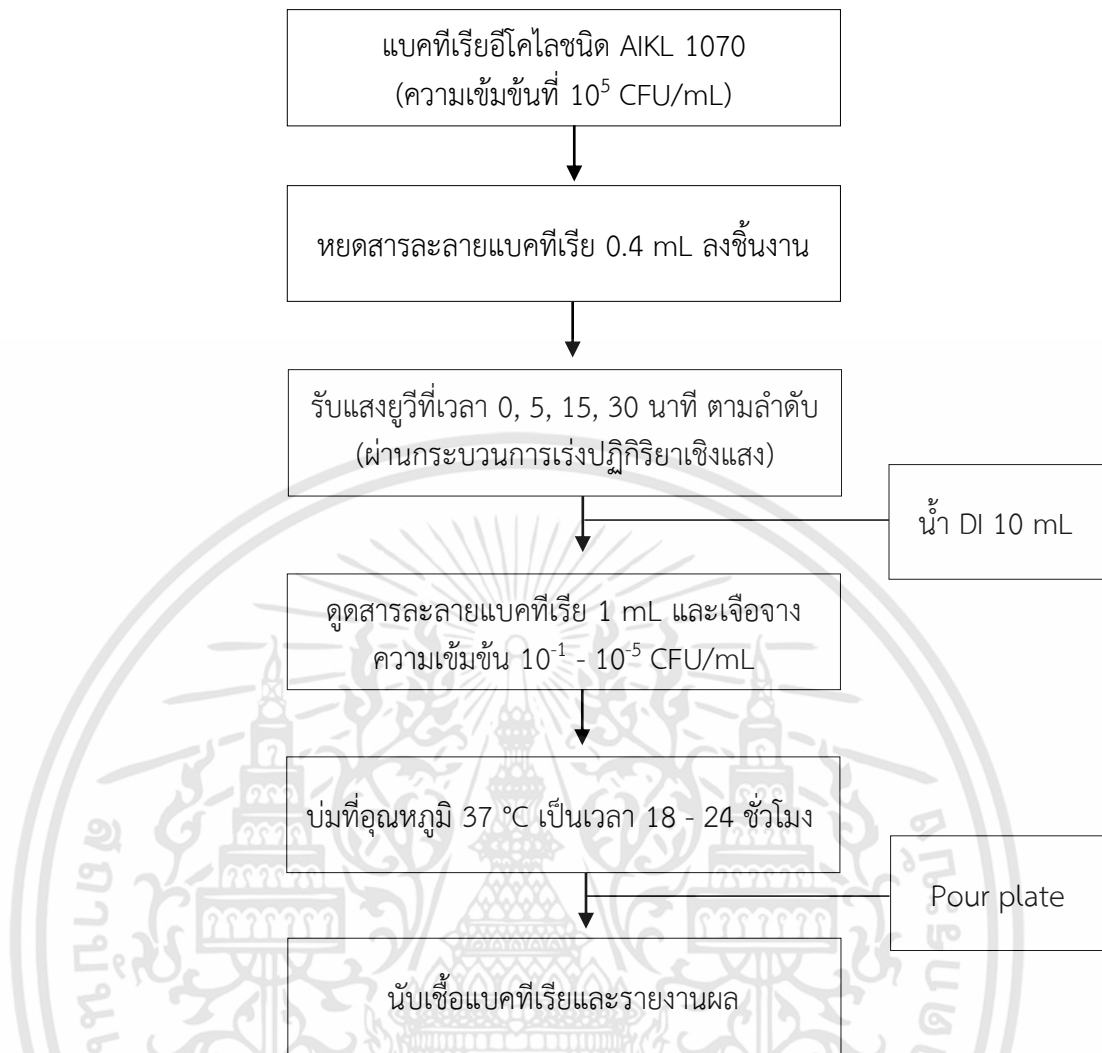 แบคทีเรียอีโคไลชนิด AIKL 1070
(ความเข้มข้นที่ 10⁵ CFU/mL)
หยดสารละลายแบคทีเรีย 0.4 mL ลงชิ้นงาน
รับแสงยูวีที่เวลา 0, 5, 15, 30 นาที ตามลำดับ
(ผ่านกระบวนการเร่งปฏิกิริยาเชิงแสง)
น้ำ DI 10 mL
ดูดสารละลายแบคทีเรีย 1 mL และเจือจาง
ความเข้มข้น 10⁻¹ - 10⁻⁵ CFU/mL
บ่มที่อุณหภูมิ 37 °C เป็นเวลา 18 - 24 ชั่วโมง
Pour plate
นับเชื้อแบคทีเรียและรายงานผล